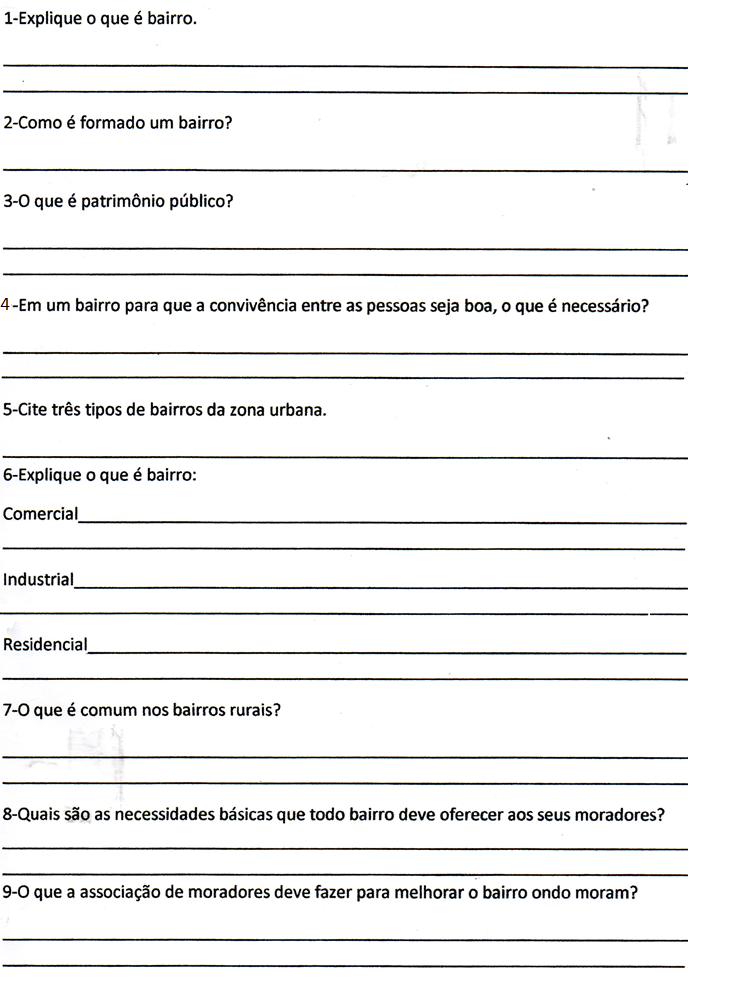 1-Explique o que é bairro.
2-Como é formado um bairro?
3-O que é patrimônio público?
4-Em um bairro para que a convivência entre as pessoas seja boa, o que é necessário?
5-Cite três tipos de bairros da zona urbana.
6-Explique o que é bairro:
Comercial
Industrial
Residencial
7-O que é comum nos bairros rurais?
8-Quais são as necessidades básicas que todo bairro deve oferecer aos seus moradores?
9-O que a associação de moradores deve fazer para melhorar o bairro ondo moram?